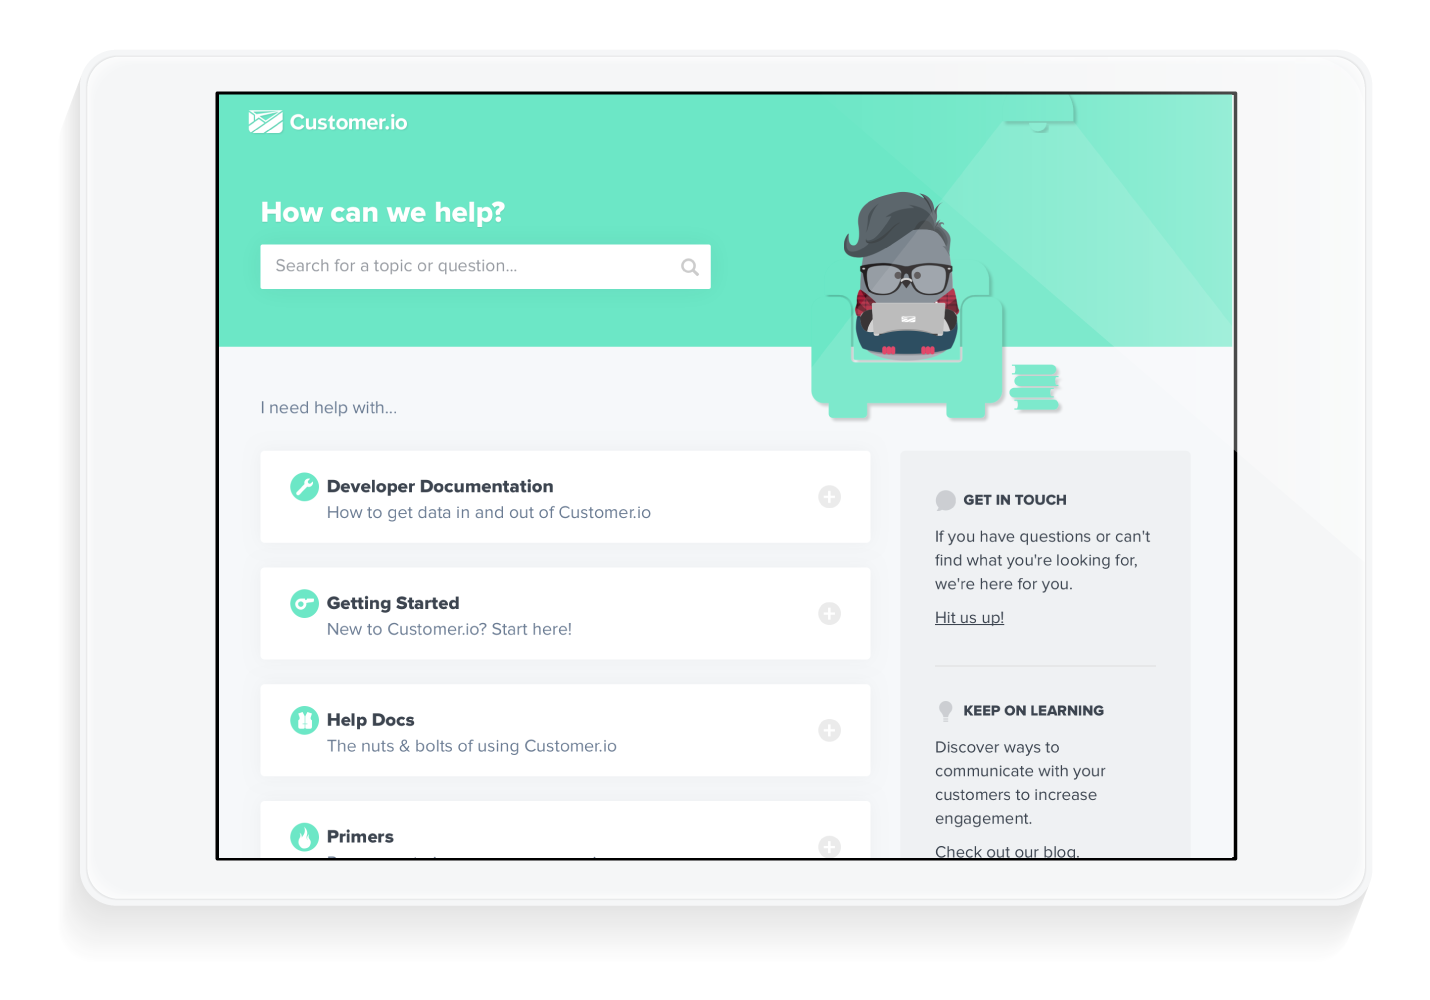 Customer.io
How can we help?
Search for a topic or question...
I need help with...
Developer Documentation
How to get data in and out of Customer.io
Getting Started
New to Customer.io? Start here!
Help Docs
The nuts & bolts of using Customer.io
Primers
GET IN TOUCH
If you have questions or can't
find what you're looking for,
we're here for you.
Hit us up!
KEEP ON LEARNING
Discover ways to
communicate with your
customers to increase
engagement.
Check out our blog.